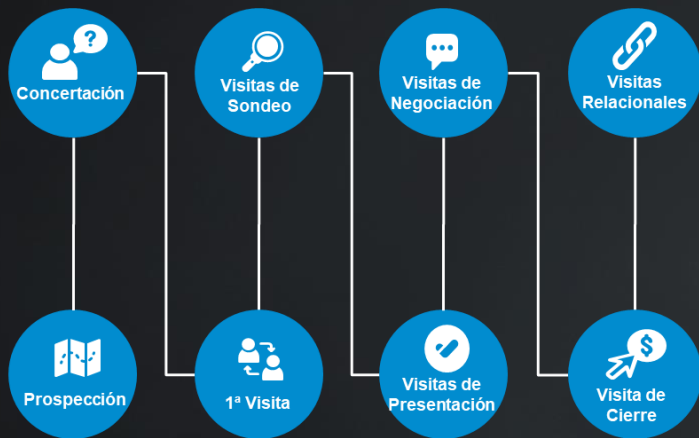 Concertación
Visitas de
Sondeo
Visitas de
Negociación
Visitas
Relacionales
Prospección
1ª Visita
Visitas de
Presentación
Visita de
Cierre